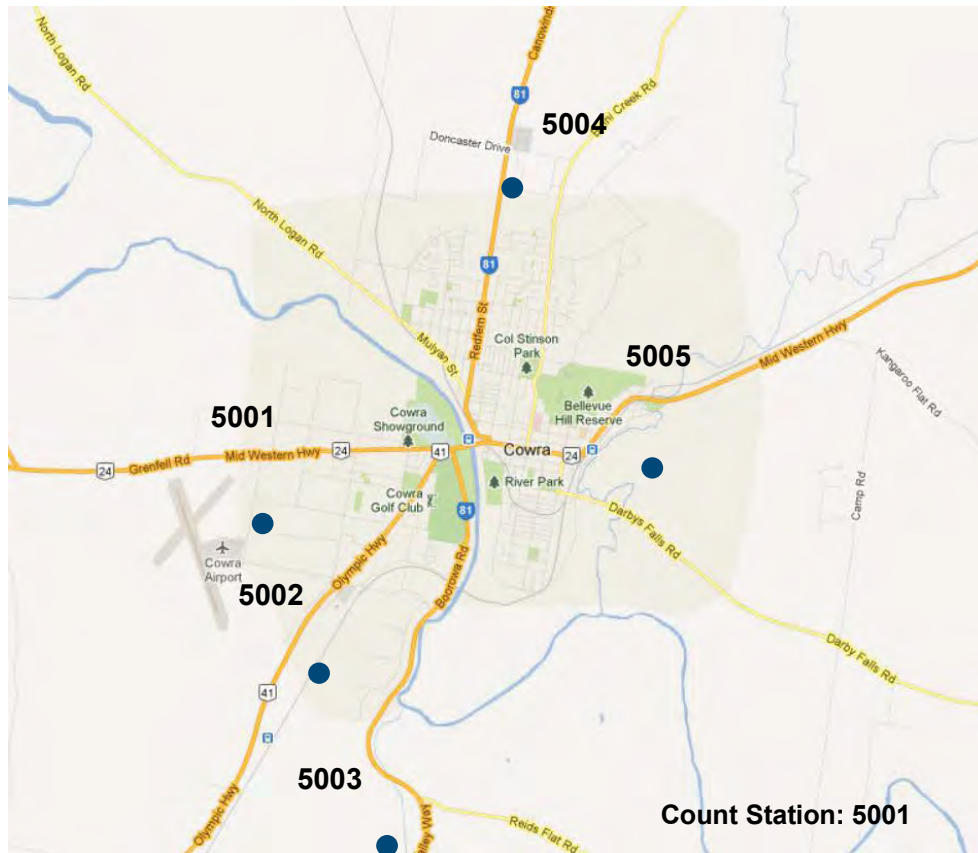 North Logan Rd
81
5004
Doncaster Drive
North Logan Rd
81
Redfern St
Mulyan St
Col Stinson
Park
5005
Mid Western Hwy
Kangaroo Flat Rd
Bellevue
Hill Reserve
5001
Cowra
Showground
41
Cowra
24
24
Grenfell Rd
Mid Western Hwy
24
River Park
Cowra
Golf Club
81
Camp Rd
Darbys Falls Rd
Cowra
Airport
Olympic Hwy
Boorowa Rd
5002
Darby Falls Rd
41
5003
Olympic Hwy
Reids Flat Rd
Count Station: 5001